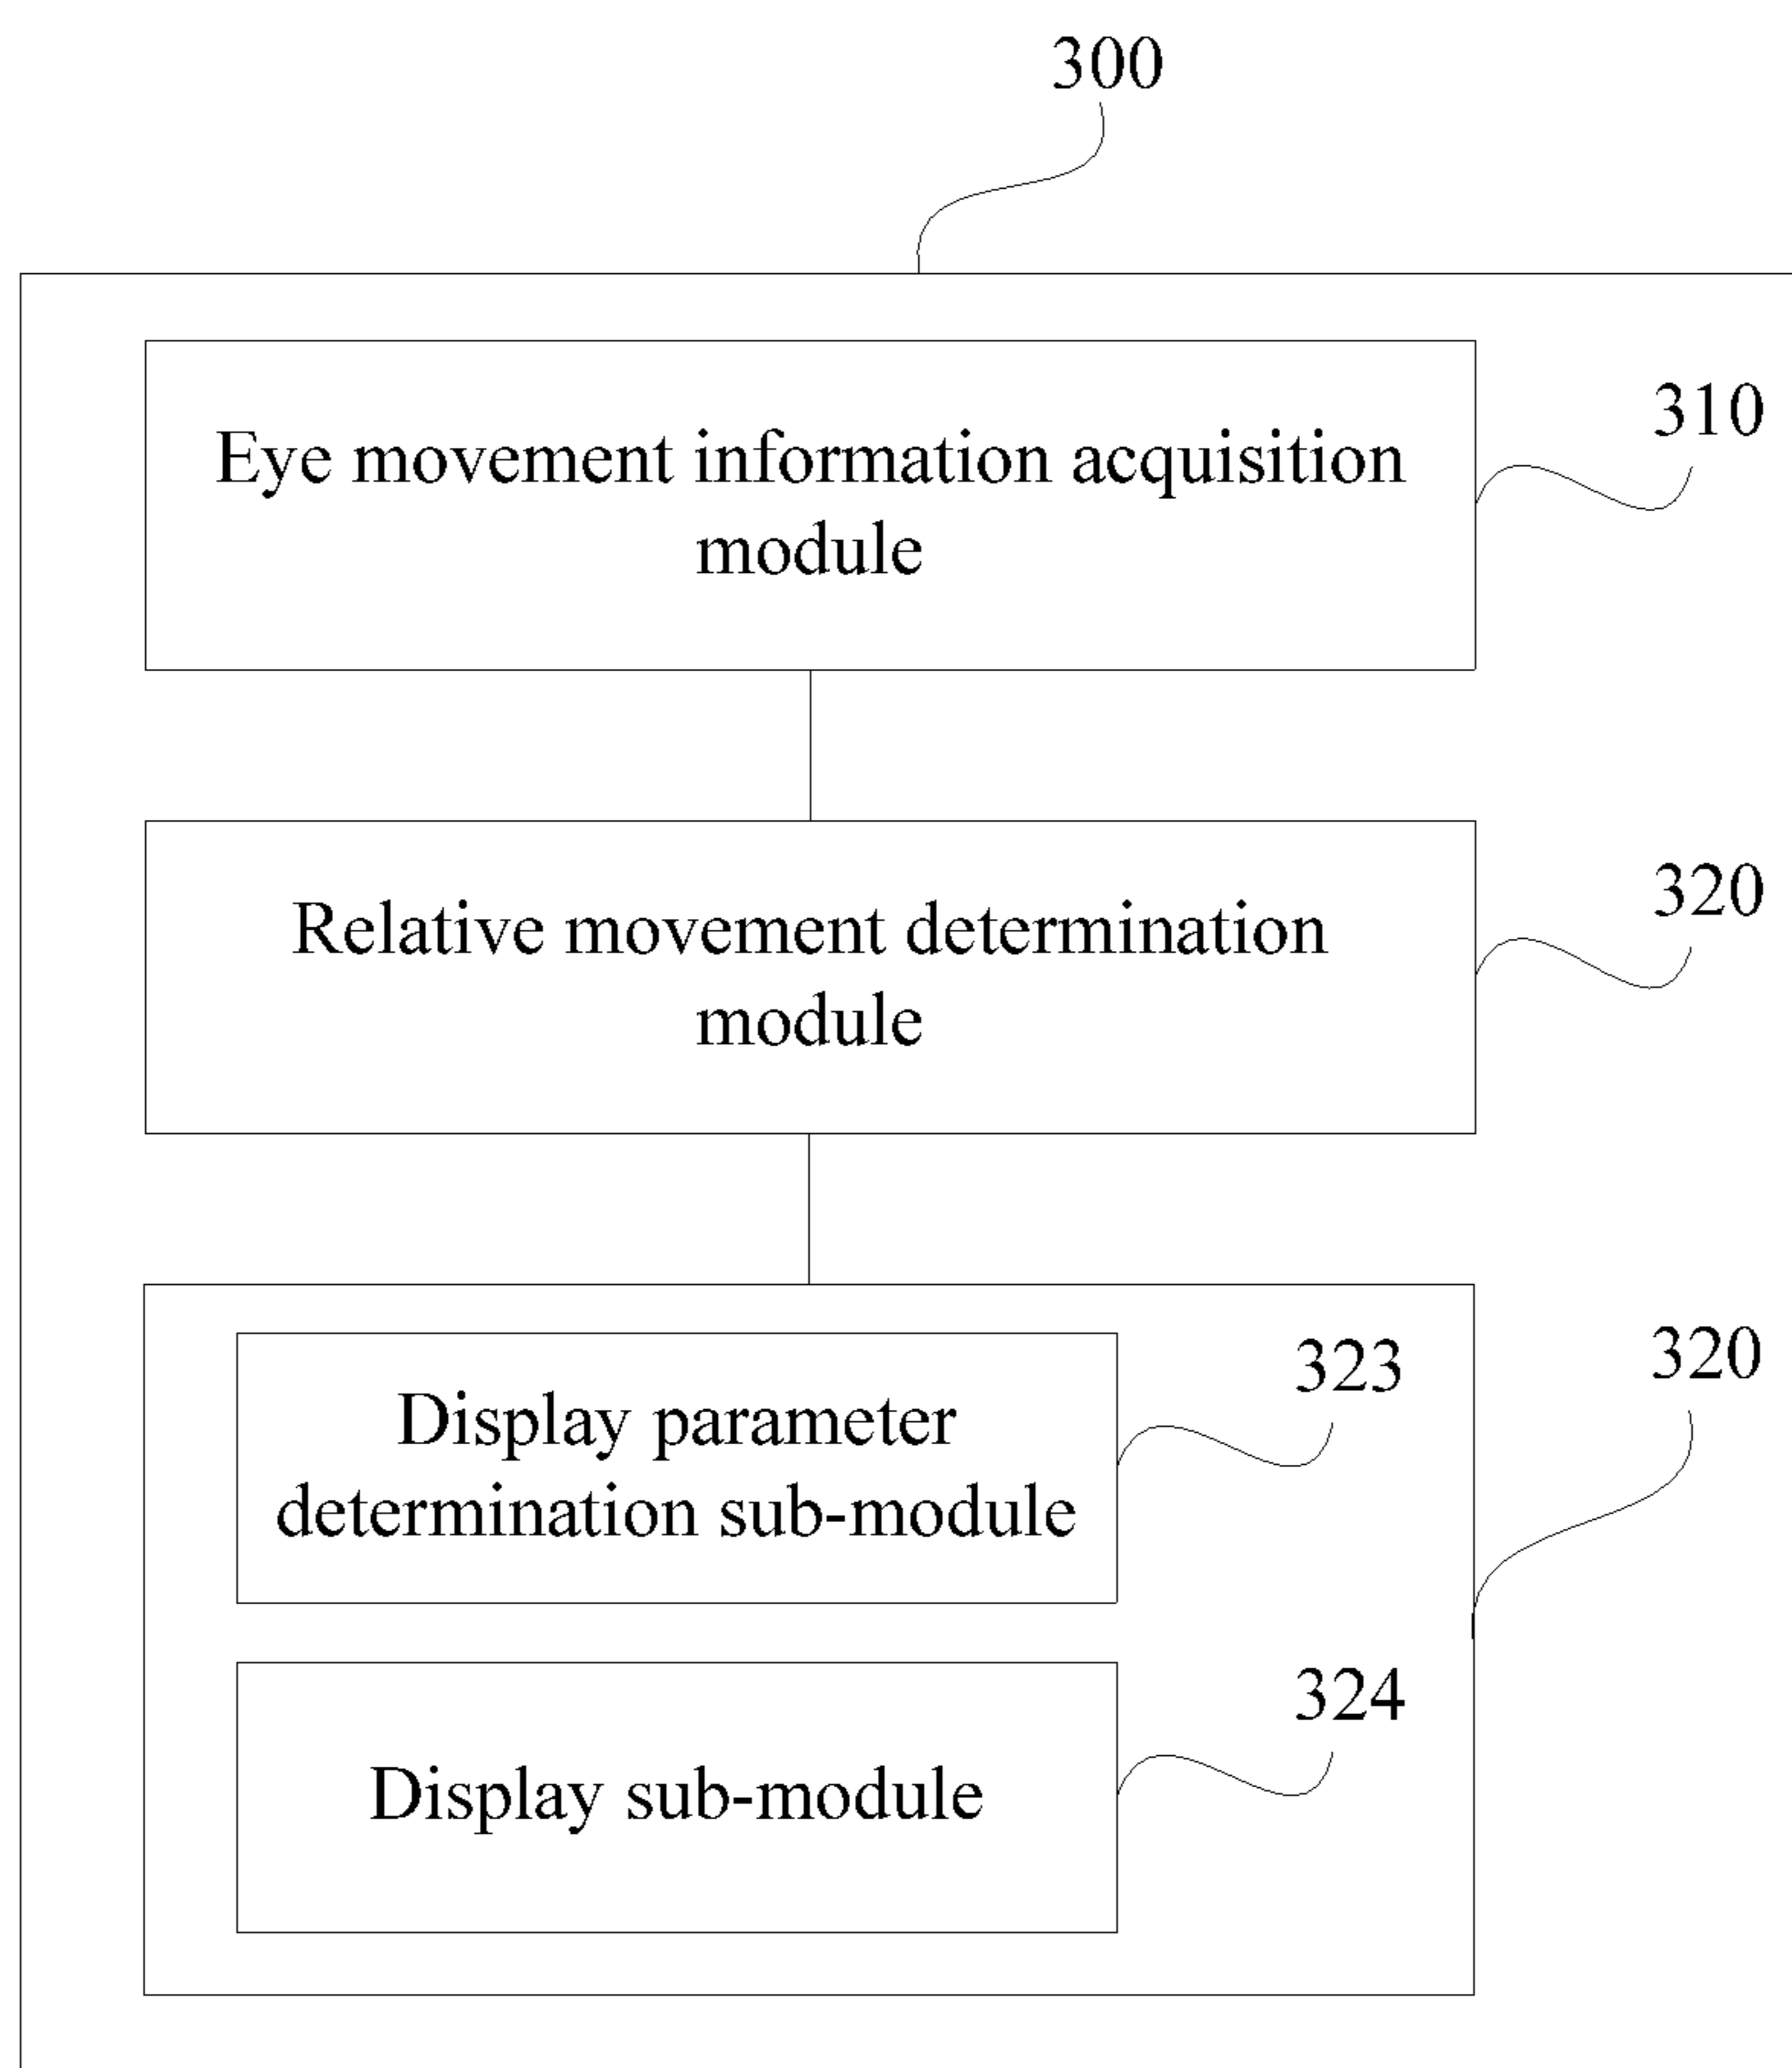 300
Eye movement information acquisition
module
310
Relative movement determination
module
320
320
Display parameter
determination sub-module
323
Display sub-module
324